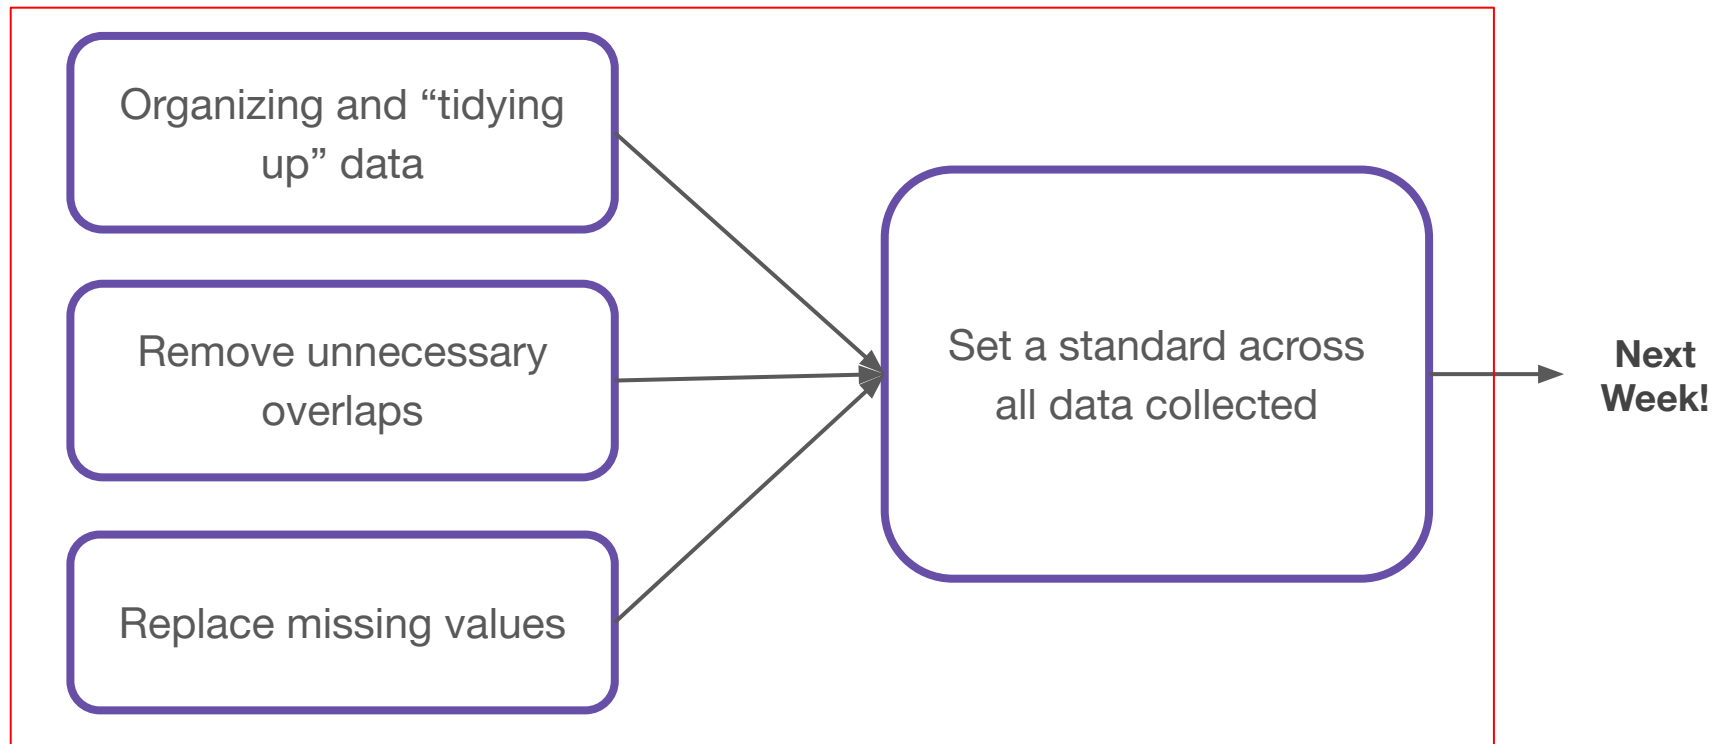 Organizing and “tidying
up” data
Remove unnecessary
overlaps
Replace missing values
Set a standard across
all data collected
Next
Week!